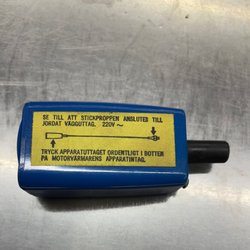 SE TILL ATT STICKPROPPEN ANSLUTES TILL
JORDAT VÄGGUTTAG. 220V ~
TRYCK APPARATUTTAGET ORDENTLIGT I BOTTEN
PÅ MOTORVÄRMARENS APPARATINTAG.